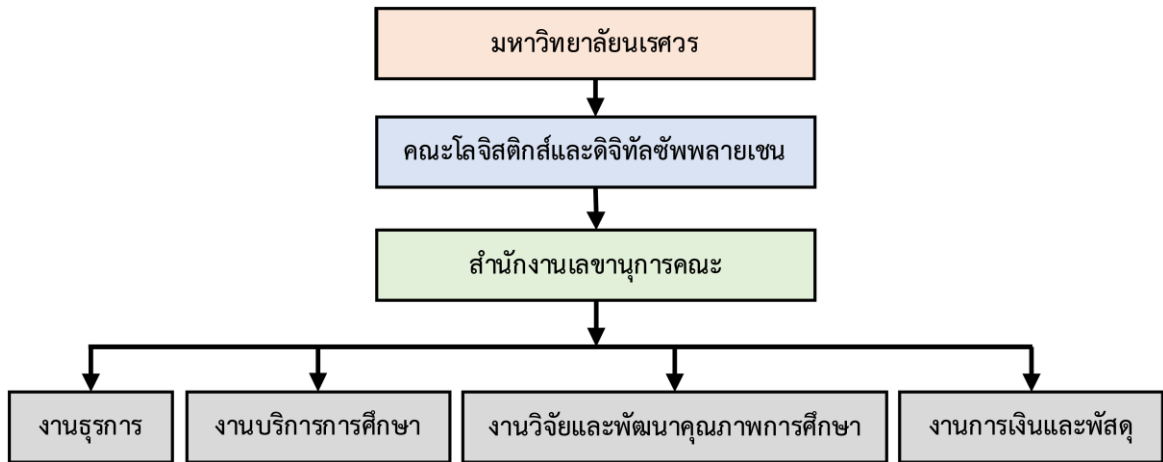 มหาวิทยาลัยนเรศวร
คณะโลจิสติกส์และดิจิทัลซัพพลายเชน
สำนักงานเลขานุการคณะ
งานธุรการ
งานบริการการศึกษา
งานวิจัยและพัฒนาคุณภาพการศึกษา
งานการเงินและพัสดุ